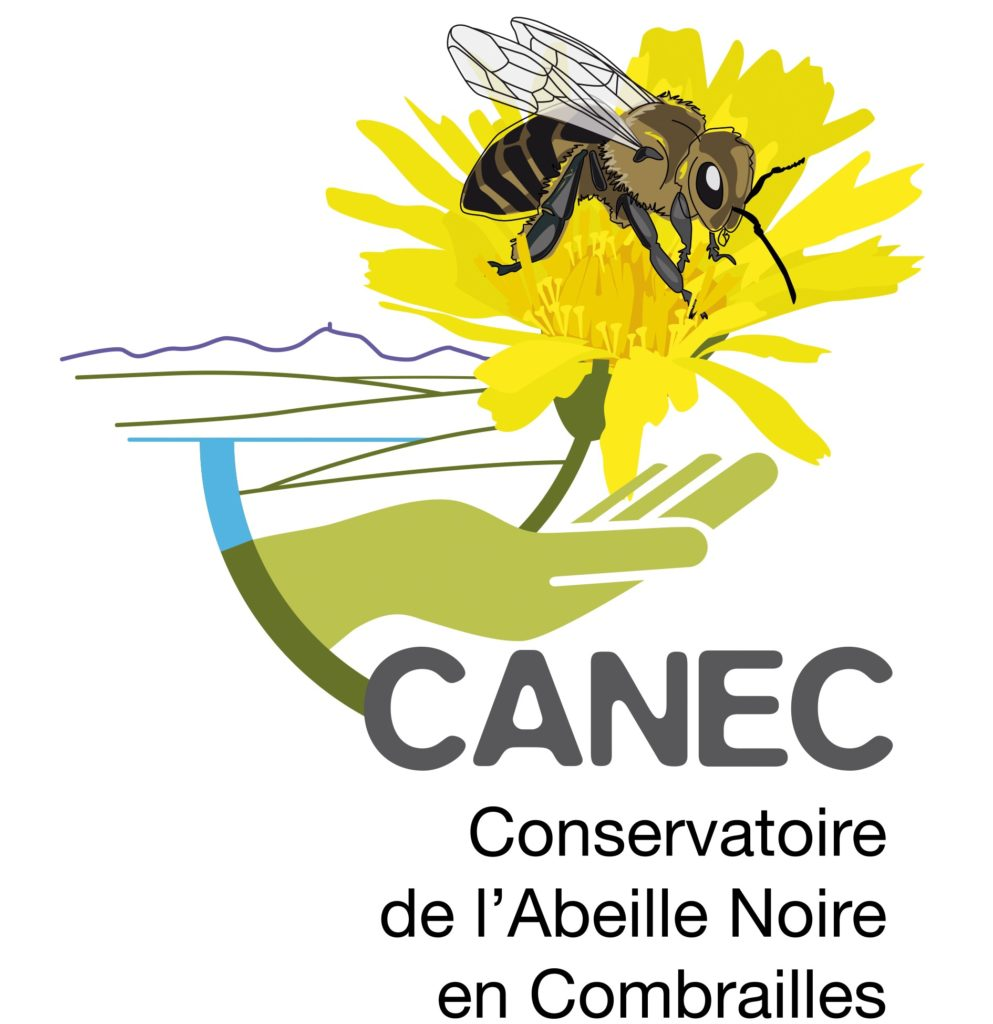 CANEC
Conservatoire
de l’Abeille Noire
en Combrailles